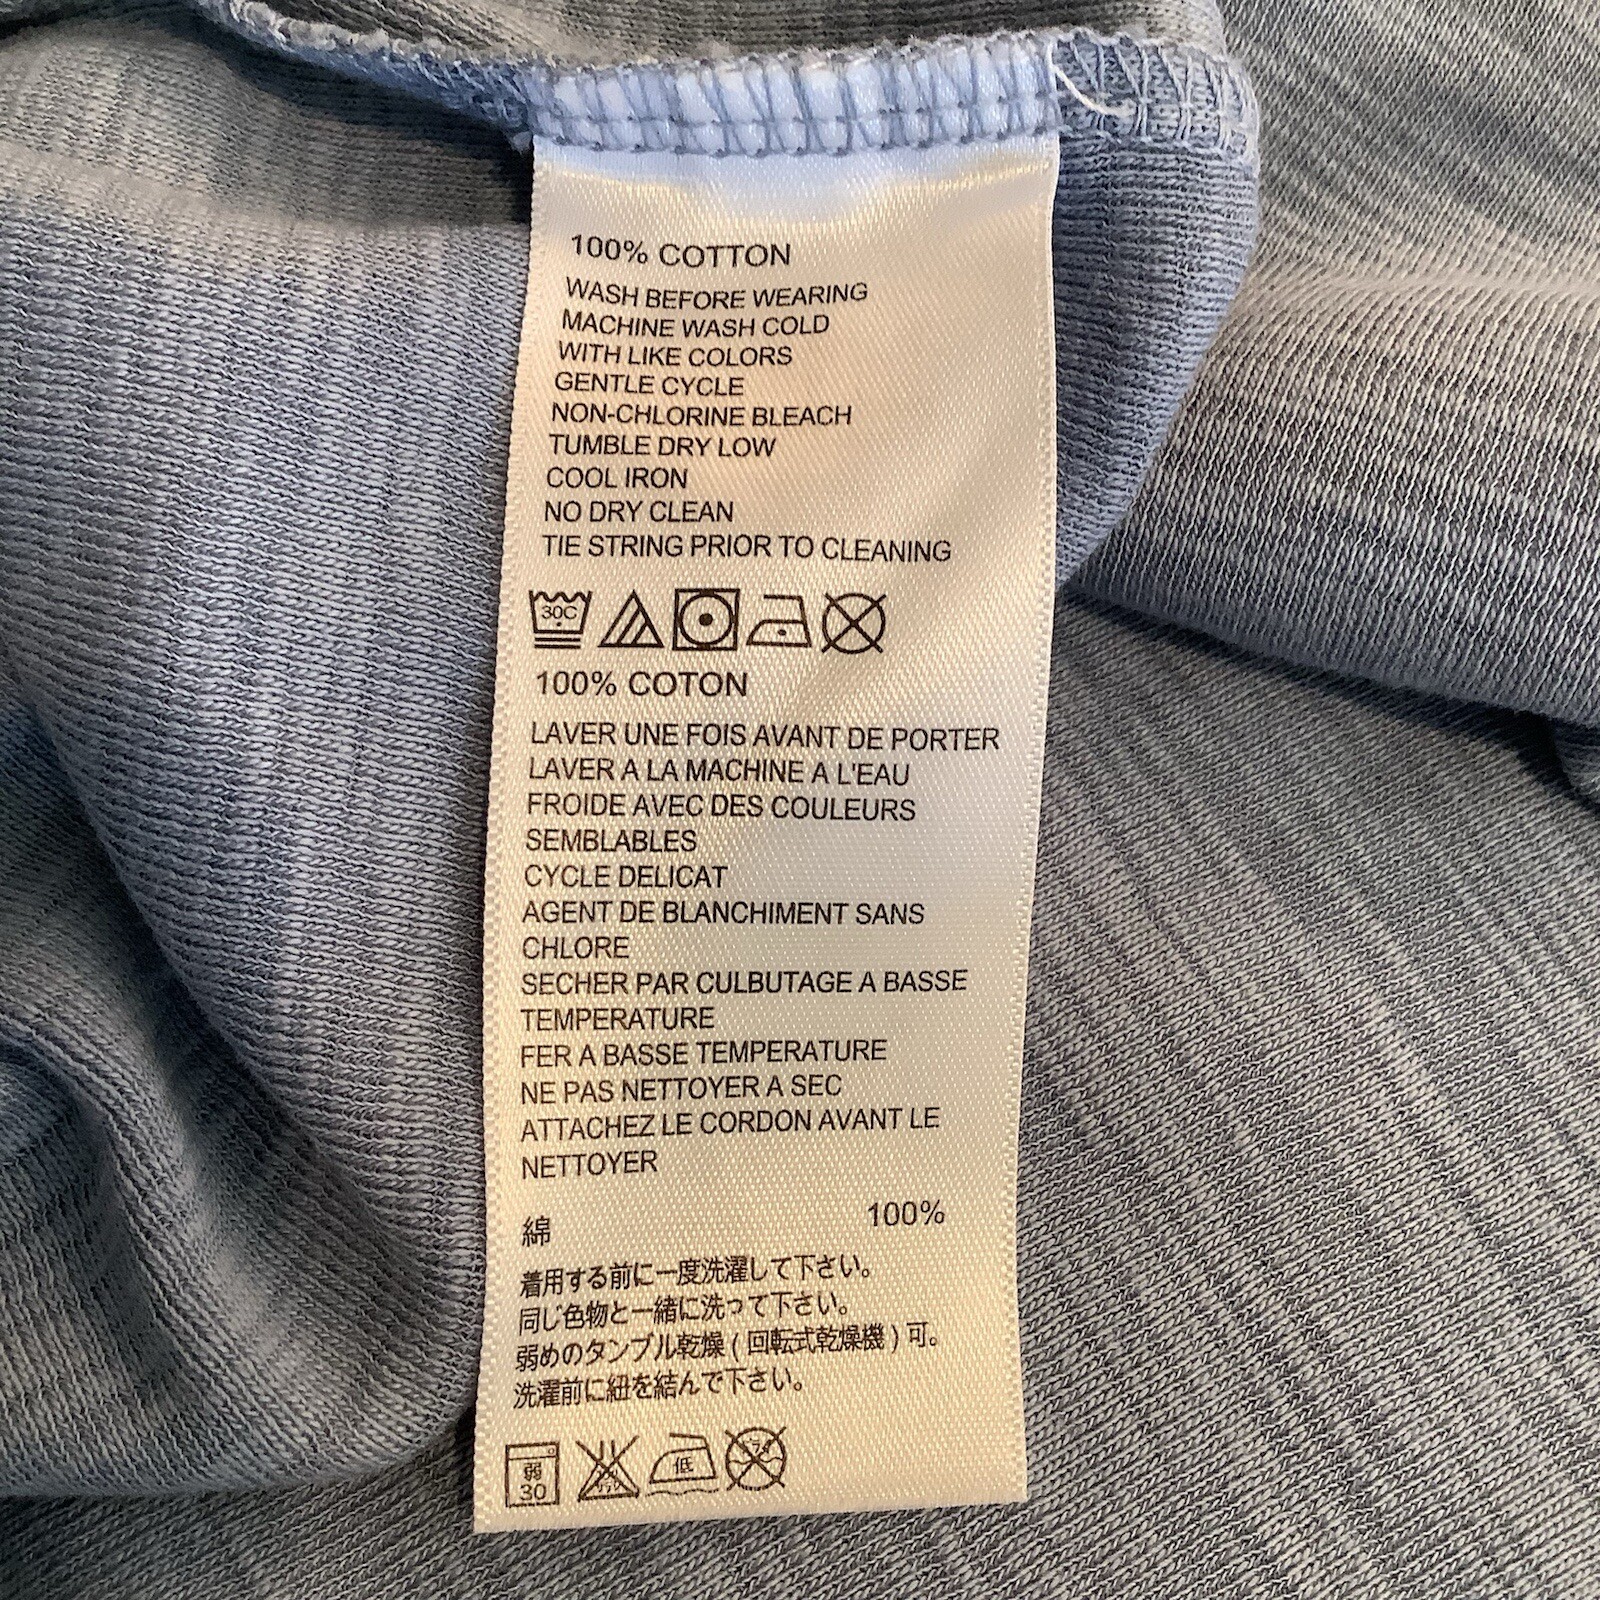 100% COTTON
WASH BEFORE WEARING
MACHINE WASH COLD
WITH LIKE COLORS
GENTLE CYCLE
NON-CHLORINE BLEACH
TUMBLE DRY LOW
COOL IRON
NO DRY CLEAN
TIE STRING PRIOR TO CLEANING
30C
100% COTON
LAVER UNE FOIS AVANT DE PORTER
LAVER A LA MACHINE A L'EAU
FROIDE AVEC DES COULEURS
SEMBLABLES
CYCLE DELICAT
AGENT DE BLANCHIMENT SANS
CHLORE
SECHER PAR CULBUTAGE A BASSE
TEMPERATURE
FER A BASSE TEMPERATURE
NE PAS NETTOYER A SEC
ATTACHEZ LE CORDON AVANT LE
NETTOYER
綿 100%
着用する前に一度洗濯して下さい。
同じ色物と一緒に洗って下さい。
弱めのタンブル乾燥 ( 回転式乾燥機 ) 可。
洗濯前に紐を結んで下さい。
弱 低
30